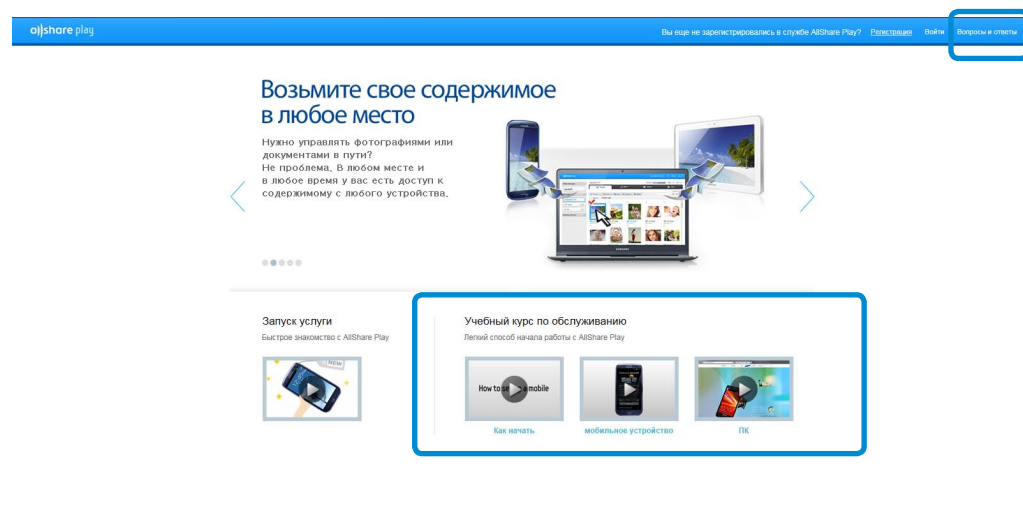 allshare play
Вы еще не зарегистрировались в службе AllShare Play? Регистрация Войти Вопросы и ответы
Возьмите свое содержимое
в любое место
Нужно управлять фотографиями или
документами в пути?
Не проблема. В любом месте и
в любое время у вас есть доступ к
содержимому с любого устройства.
SAMSUNG
Запуск услуги
Быстрое знакомство с AllShare Play
NEW
Учебный курс по обслуживанию
Легкий способ начала работы с AllShare Play
How to mobile
Как начать
мобильное устройство
ПК